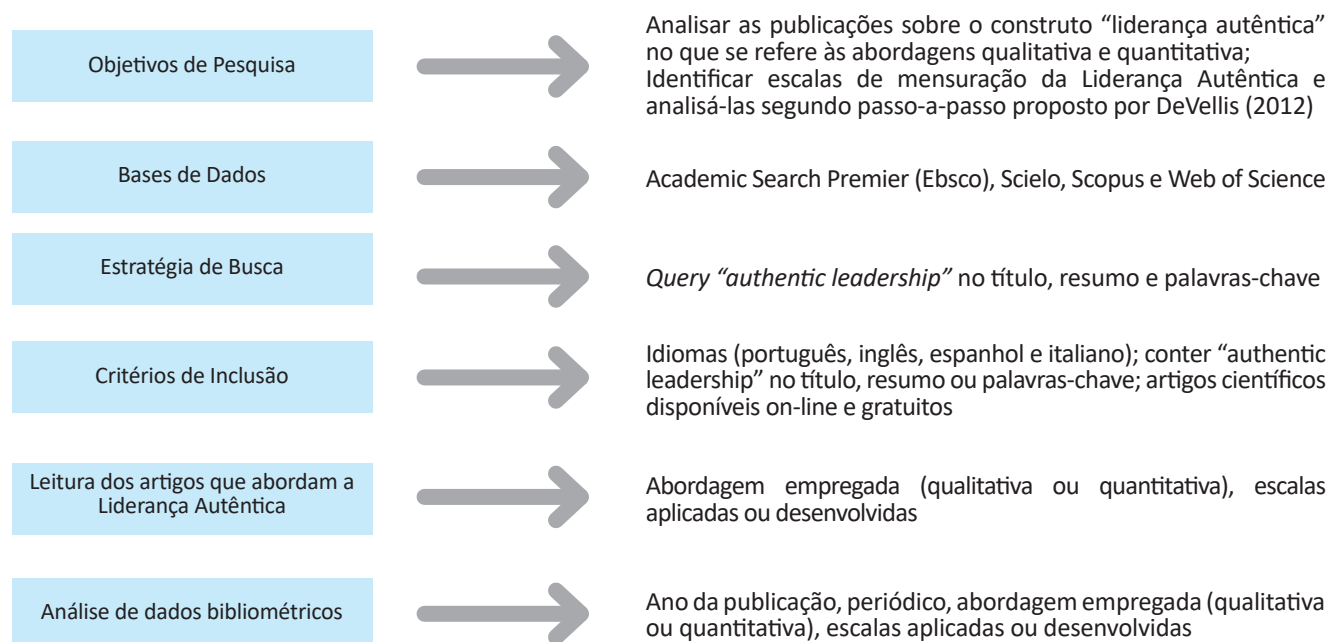 Objetivos de Pesquisa
Analisar as publicações sobre o construto “liderança autêntica”
no que se refere às abordagens qualitativa e quantitativa;
Identificar escalas de mensuração da Liderança Autêntica e
analisá-las segundo passo-a-passo proposto por DeVellis (2012)
Bases de Dados
Academic Search Premier (Ebsco), Scielo, Scopus e Web of Science
Estratégia de Busca
Query “authentic leadership” no título, resumo e palavras-chave
Critérios de Inclusão
Idiomas (português, inglês, espanhol e italiano); conter “authentic
leadership” no título, resumo ou palavras-chave; artigos científicos
disponíveis on-line e gratuitos
Leitura dos artigos que abordam a
Liderança Autêntica
Abordagem empregada (qualitativa ou quantitativa), escalas
aplicadas ou desenvolvidas
Análise de dados bibliométricos
Ano da publicação, periódico, abordagem empregada (qualitativa
ou quantitativa), escalas aplicadas ou desenvolvidas